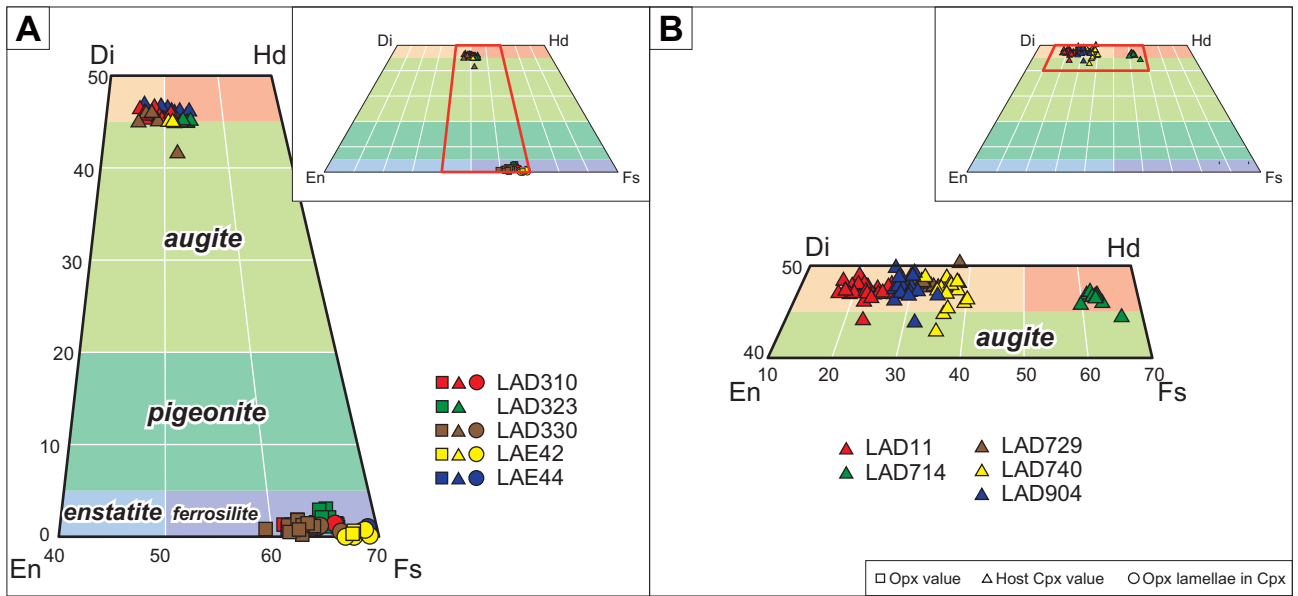 A
Di
Hd
50
40
30
20
10
0
augite
pigeonite
enstatite
ferrosilite
40
50
60
70
En
Fs
Di
Hd
En
Fs
LAD310
LAD323
LAD330
LAE42
LAE44
B
Di
Hd
En
Fs
Di
Hd
50
40
augite
10
20
30
40
50
60
70
En
Fs
LAD11
LAD714
LAD729
LAD740
LAD904
Opx value
Host Cpx value
Opx lamellae in Cpx